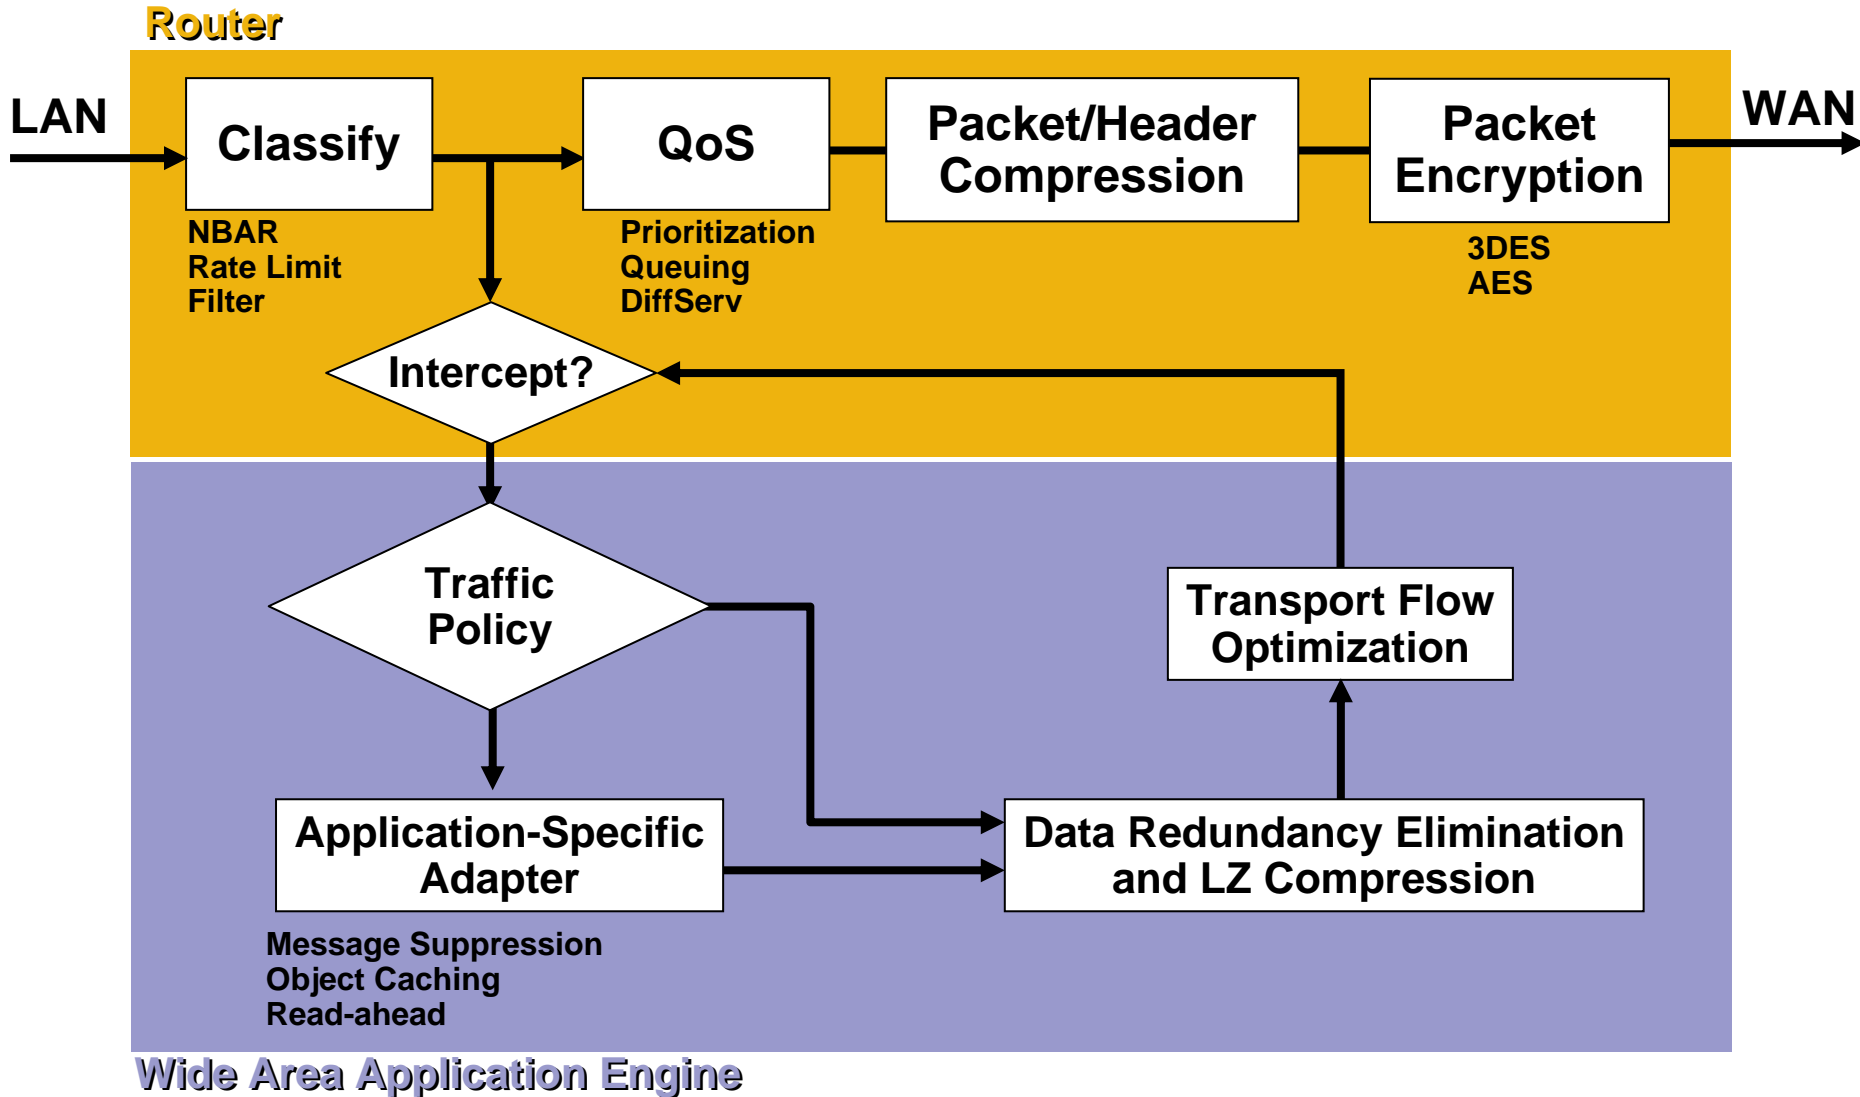 Router
LAN
Classify
QoS
Packet/Header
Compression
Packet
Encryption
WAN
NBAR
Rate Limit
Filter
Prioritization
Queuing
DiffServ
3DES
AES
Intercept?
Traffic
Policy
Transport Flow
Optimization
Application-Specific
Adapter
Data Redundancy Elimination
and LZ Compression
Message Suppression
Object Caching
Read-ahead
Wide Area Application Engine